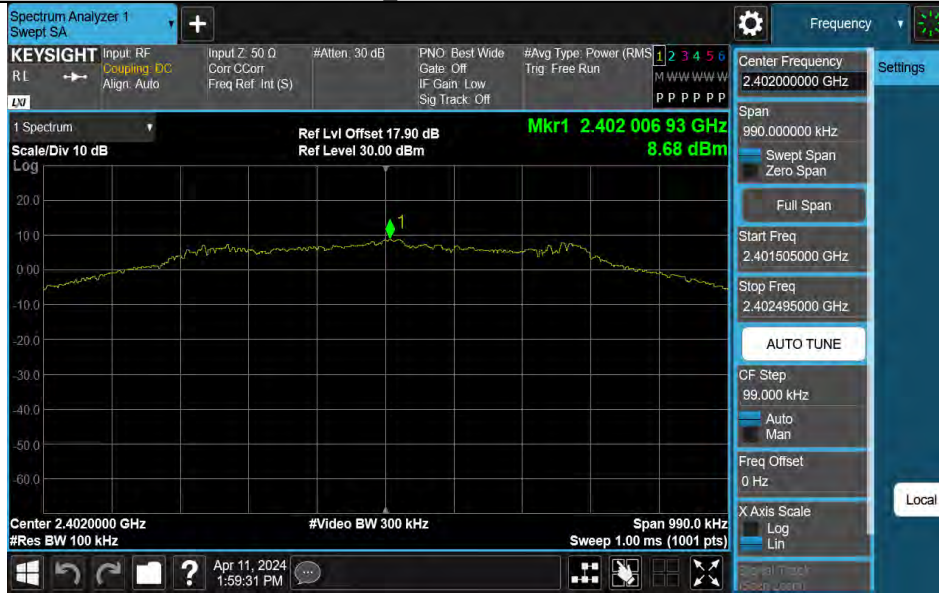 Spectrum Analyzer 1
Swept SA
+
Frequency
KEYSIGHT
RL
LXI
Input: RF
Coupling: DC
Align: Auto
Input Z: 50 Ω
Corr CCorr
Freq Ref: Int (S)
#Atten: 30 dB
PNO: Best Wide
Gate: Off
IF Gain: Low
Sig Track: Off
#Avg Type: Power (RMS
Trig: Free Run
1 2 3 4 5 6
M W W W W W
P P P P P P
1 Spectrum
Scale/Div 10 dB
Log
Ref Lvl Offset 17.90 dB
Ref Level 30.00 dBm
Mkr1 2.402 006 93 GHz
8.68 dBm
20.0
10.0
0.00
-10.0
-20.0
-30.0
-40.0
-50.0
-60.0
1
Center 2.4020000 GHz
#Res BW 100 kHz
#Video BW 300 kHz
Span 990.0 kHz
Sweep 1.00 ms (1001 pts)
?
Apr 11, 2024
1:59:31 PM
Center Frequency
2.402000000 GHz
Span
990.000000 kHz
Swept Span
Zero Span
Full Span
Start Freq
2.401505000 GHz
Stop Freq
2.402495000 GHz
AUTO TUNE
CF Step
99.000 kHz
Auto
Man
Freq Offset
0 Hz
X Axis Scale
Log
Lin
Signal Track
(Span Zoom)
Settings
Local